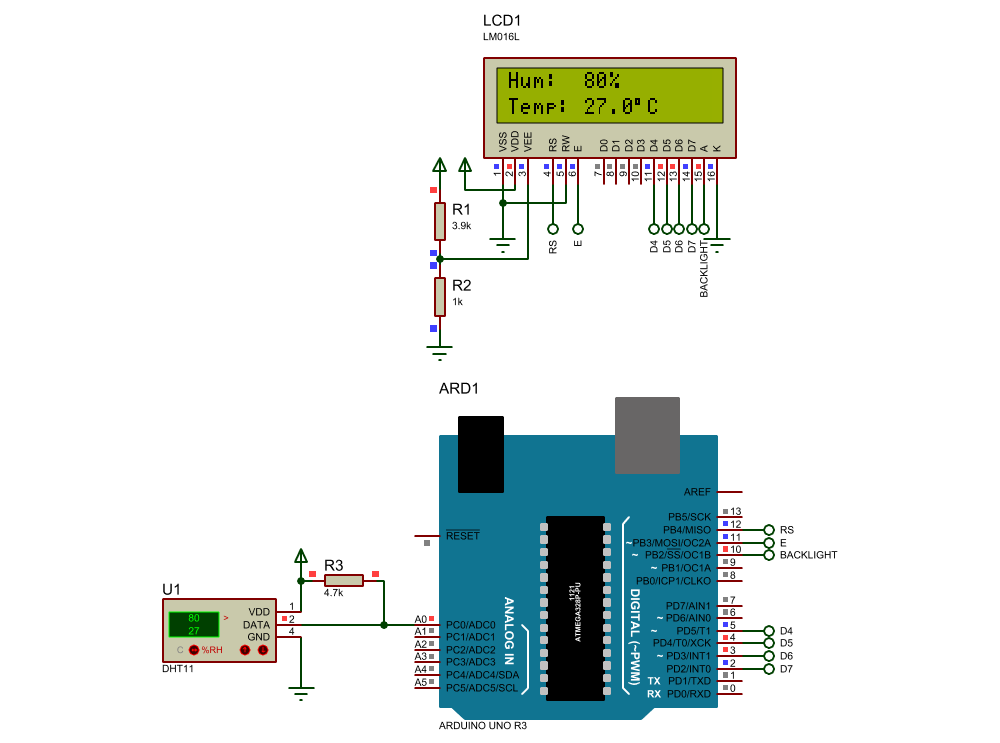 LCD1
LM016L
Hum: 80%
Temp: 27.0°C
VSS
VDD
VEE
RS
RW
E
D0
D1
D2
D3
D4
D5
D6
D7
A
K
1
2
3
4
5
6
7
8
9
10
11
12
13
14
15
16
RS
E
D4
D5
D6
D7
BACKLIGHT
R1
3.9k
R2
1k
ARD1
AREF
RESET
PB5/SCK 13
PB4/MISO 12 RS
~PB3/MOSI/OC2A 11 E
~ PB2/SS/OC1B 10 BACKLIGHT
~ PB1/OC1A 9
PB0/ICP1/CLKO 8
PD7/AIN1 7
~ PD6/AIN0 6
~ PD5/T1 5 D4
PD4/T0/XCK 4 D5
~ PD3/INT1 3 D6
PD2/INT0 2 D7
TX PD1/TXD 1
RX PD0/RXD 0
DIGITAL (~PWM)
1121
ATMEGA328P-PU
ANALOG IN
A0 PC0/ADC0
A1 PC1/ADC1
A2 PC2/ADC2
A3 PC3/ADC3
A4 PC4/ADC4/SDA
A5 PC5/ADC5/SCL
ARDUINO UNO R3
R3
4.7k
U1
80
27
>
C %RH
VDD 1
DATA 2
GND 4
DHT11